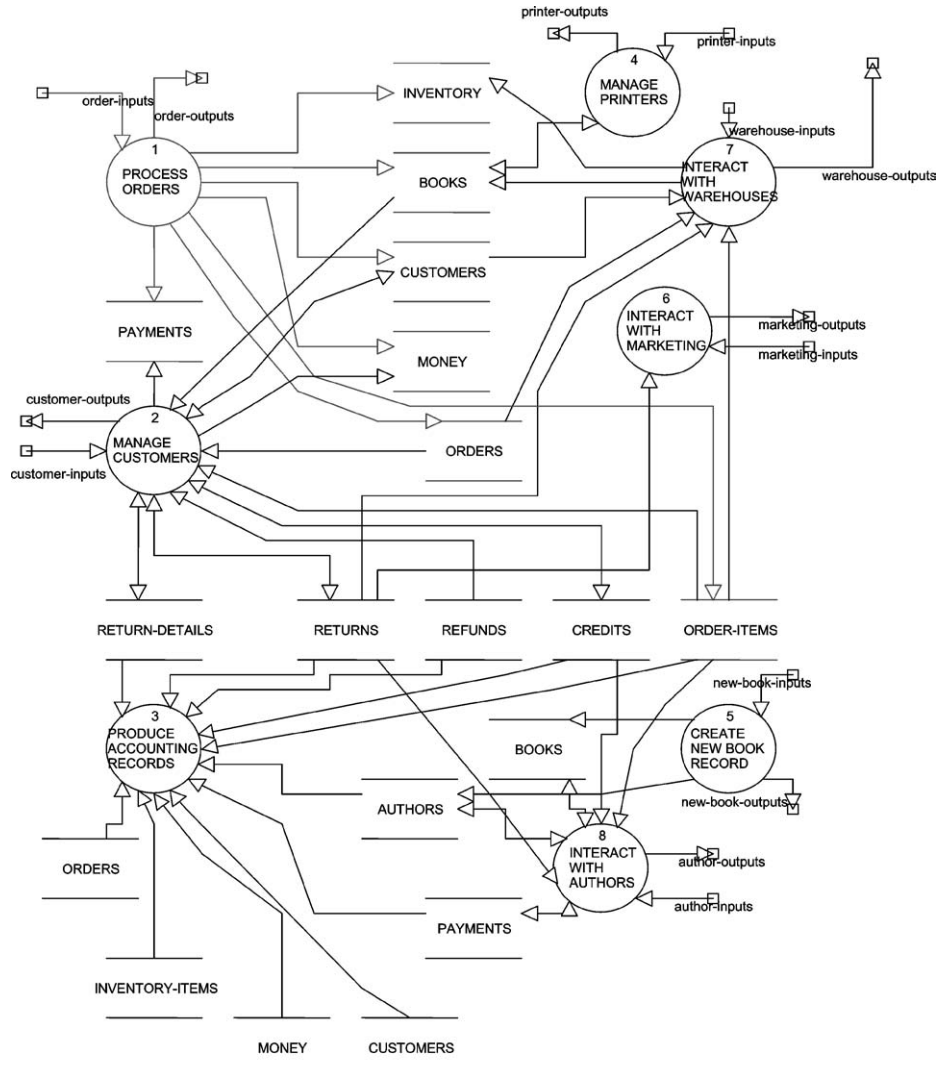 printer-outputs
printer-inputs
4
MANAGE
PRINTERS
order-inputs
order-outputs
INVENTORY
warehouse-inputs
warehouse-outputs
1
PROCESS
ORDERS
BOOKS
7
INTERACT
WITH
WAREHOUSES
CUSTOMERS
PAYMENTS
6
INTERACT
WITH
MARKETING
marketing-outputs
marketing-inputs
MONEY
customer-outputs
2
MANAGE
CUSTOMERS
customer-inputs
ORDERS
RETURN-DETAILS
RETURNS
REFUNDS
CREDITS
ORDER-ITEMS
new-book-inputs
3
PRODUCE
ACCOUNTING
RECORDS
BOOKS
5
CREATE
NEW BOOK
RECORD
new-book-outputs
AUTHORS
8
INTERACT
WITH
AUTHORS
author-outputs
author-inputs
ORDERS
PAYMENTS
INVENTORY-ITEMS
MONEY
CUSTOMERS